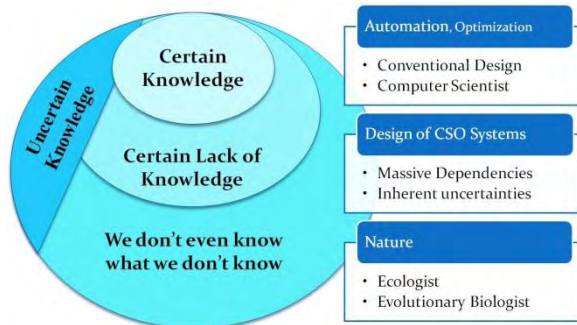 Certain
Knowledge
Uncertain
Knowledge
Certain Lack of
Knowledge
We don't even know
what we don't know
Automation, Optimization
• Conventional Design
• Computer Scientist
Design of CSO Systems
• Massive Dependencies
• Inherent uncertainties
Nature
• Ecologist
• Evolutionary Biologist